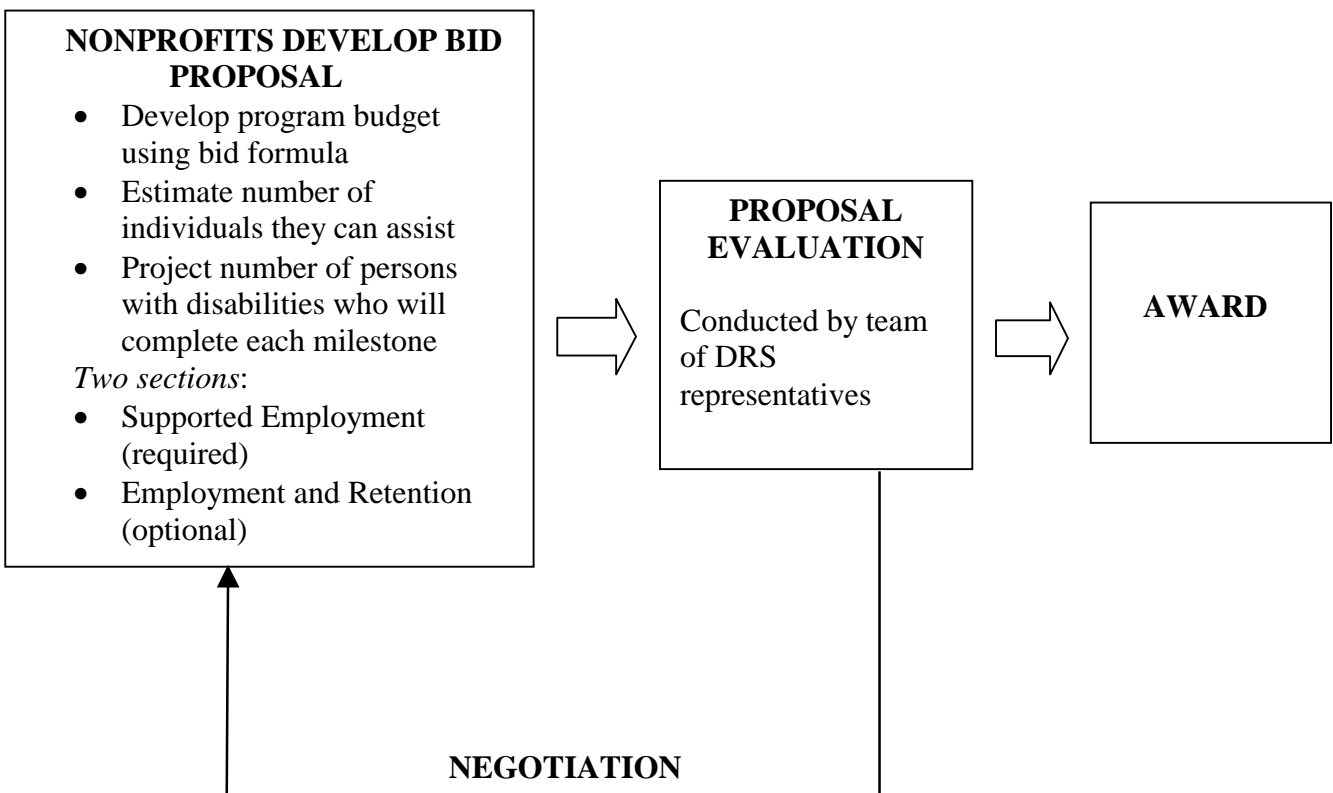 NONPROFITS DEVELOP BID
PROPOSAL
• Develop program budget
using bid formula
• Estimate number of
individuals they can assist
• Project number of persons
with disabilities who will
complete each milestone
Two sections:
• Supported Employment
(required)
• Employment and Retention
(optional)
PROPOSAL
EVALUATION
Conducted by team
of DRS
representatives
AWARD
NEGOTIATION